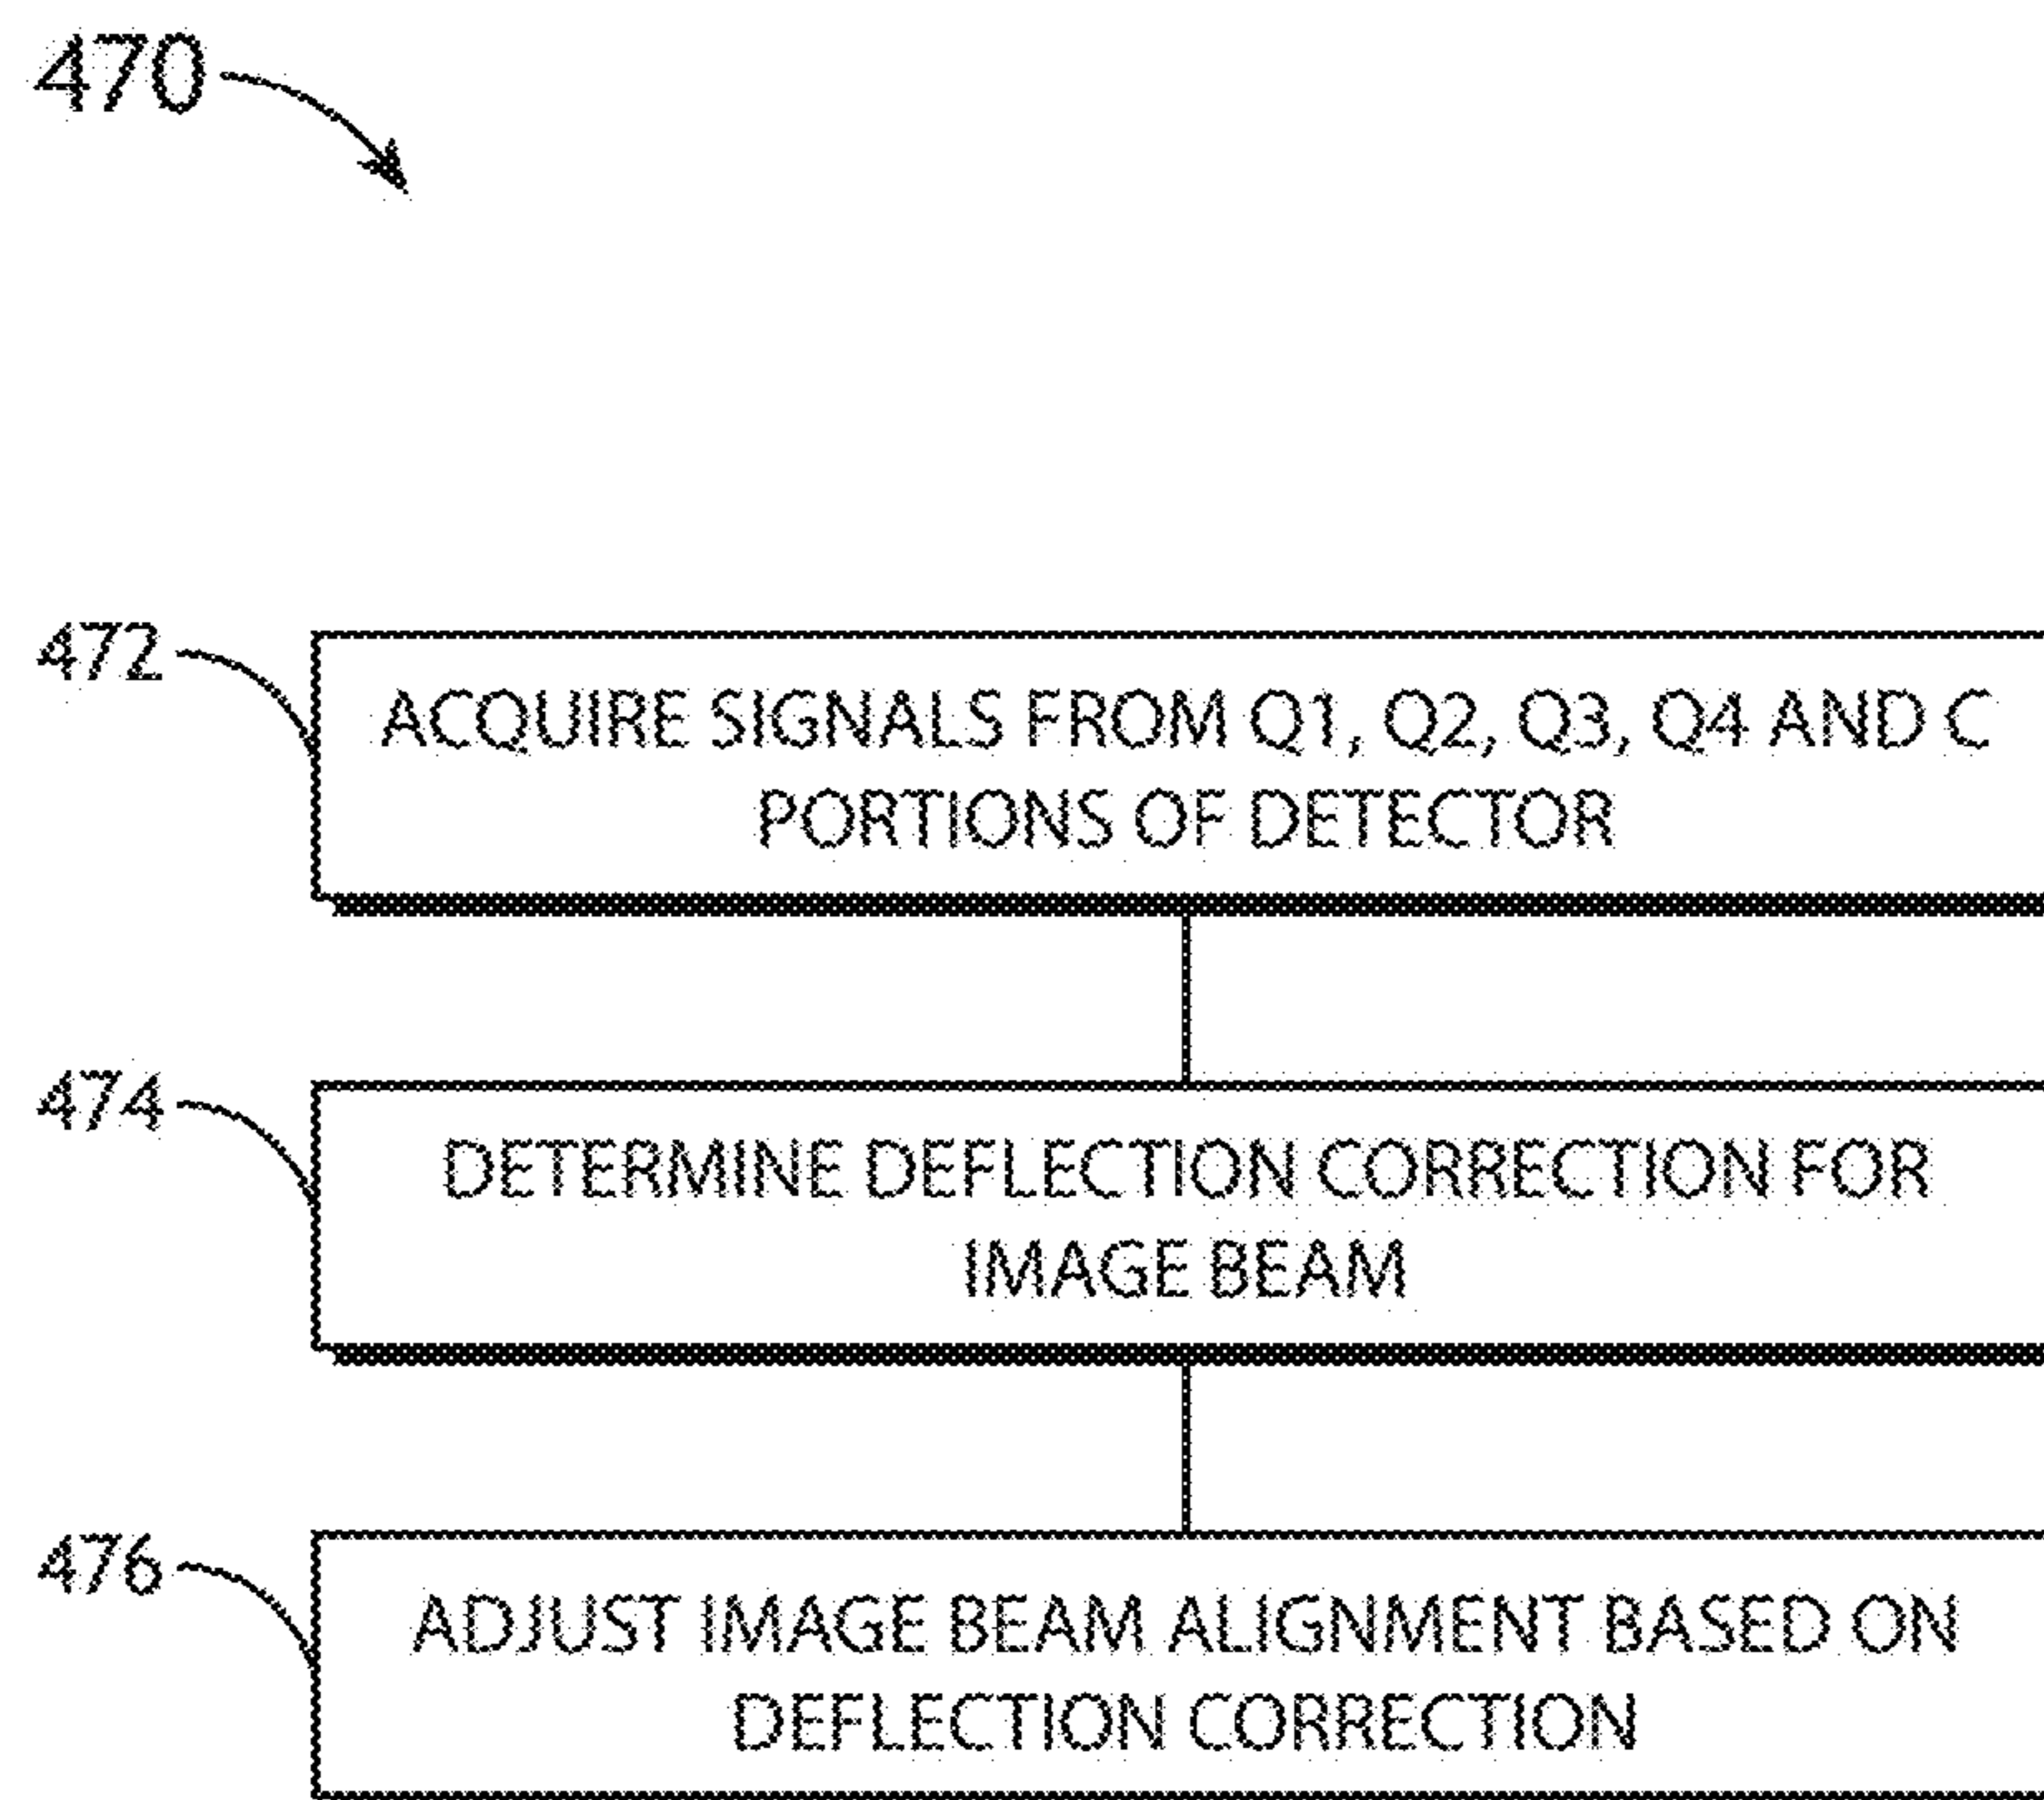 470
472
ACQUIRE SIGNALS FROM Q1, Q2, Q3, Q4 AND C
PORTIONS OF DETECTOR
474
DETERMINE DEFLECTION CORRECTION FOR
IMAGE BEAM
476
ADJUST IMAGE BEAM ALIGNMENT BASED ON
DEFLECTION CORRECTION